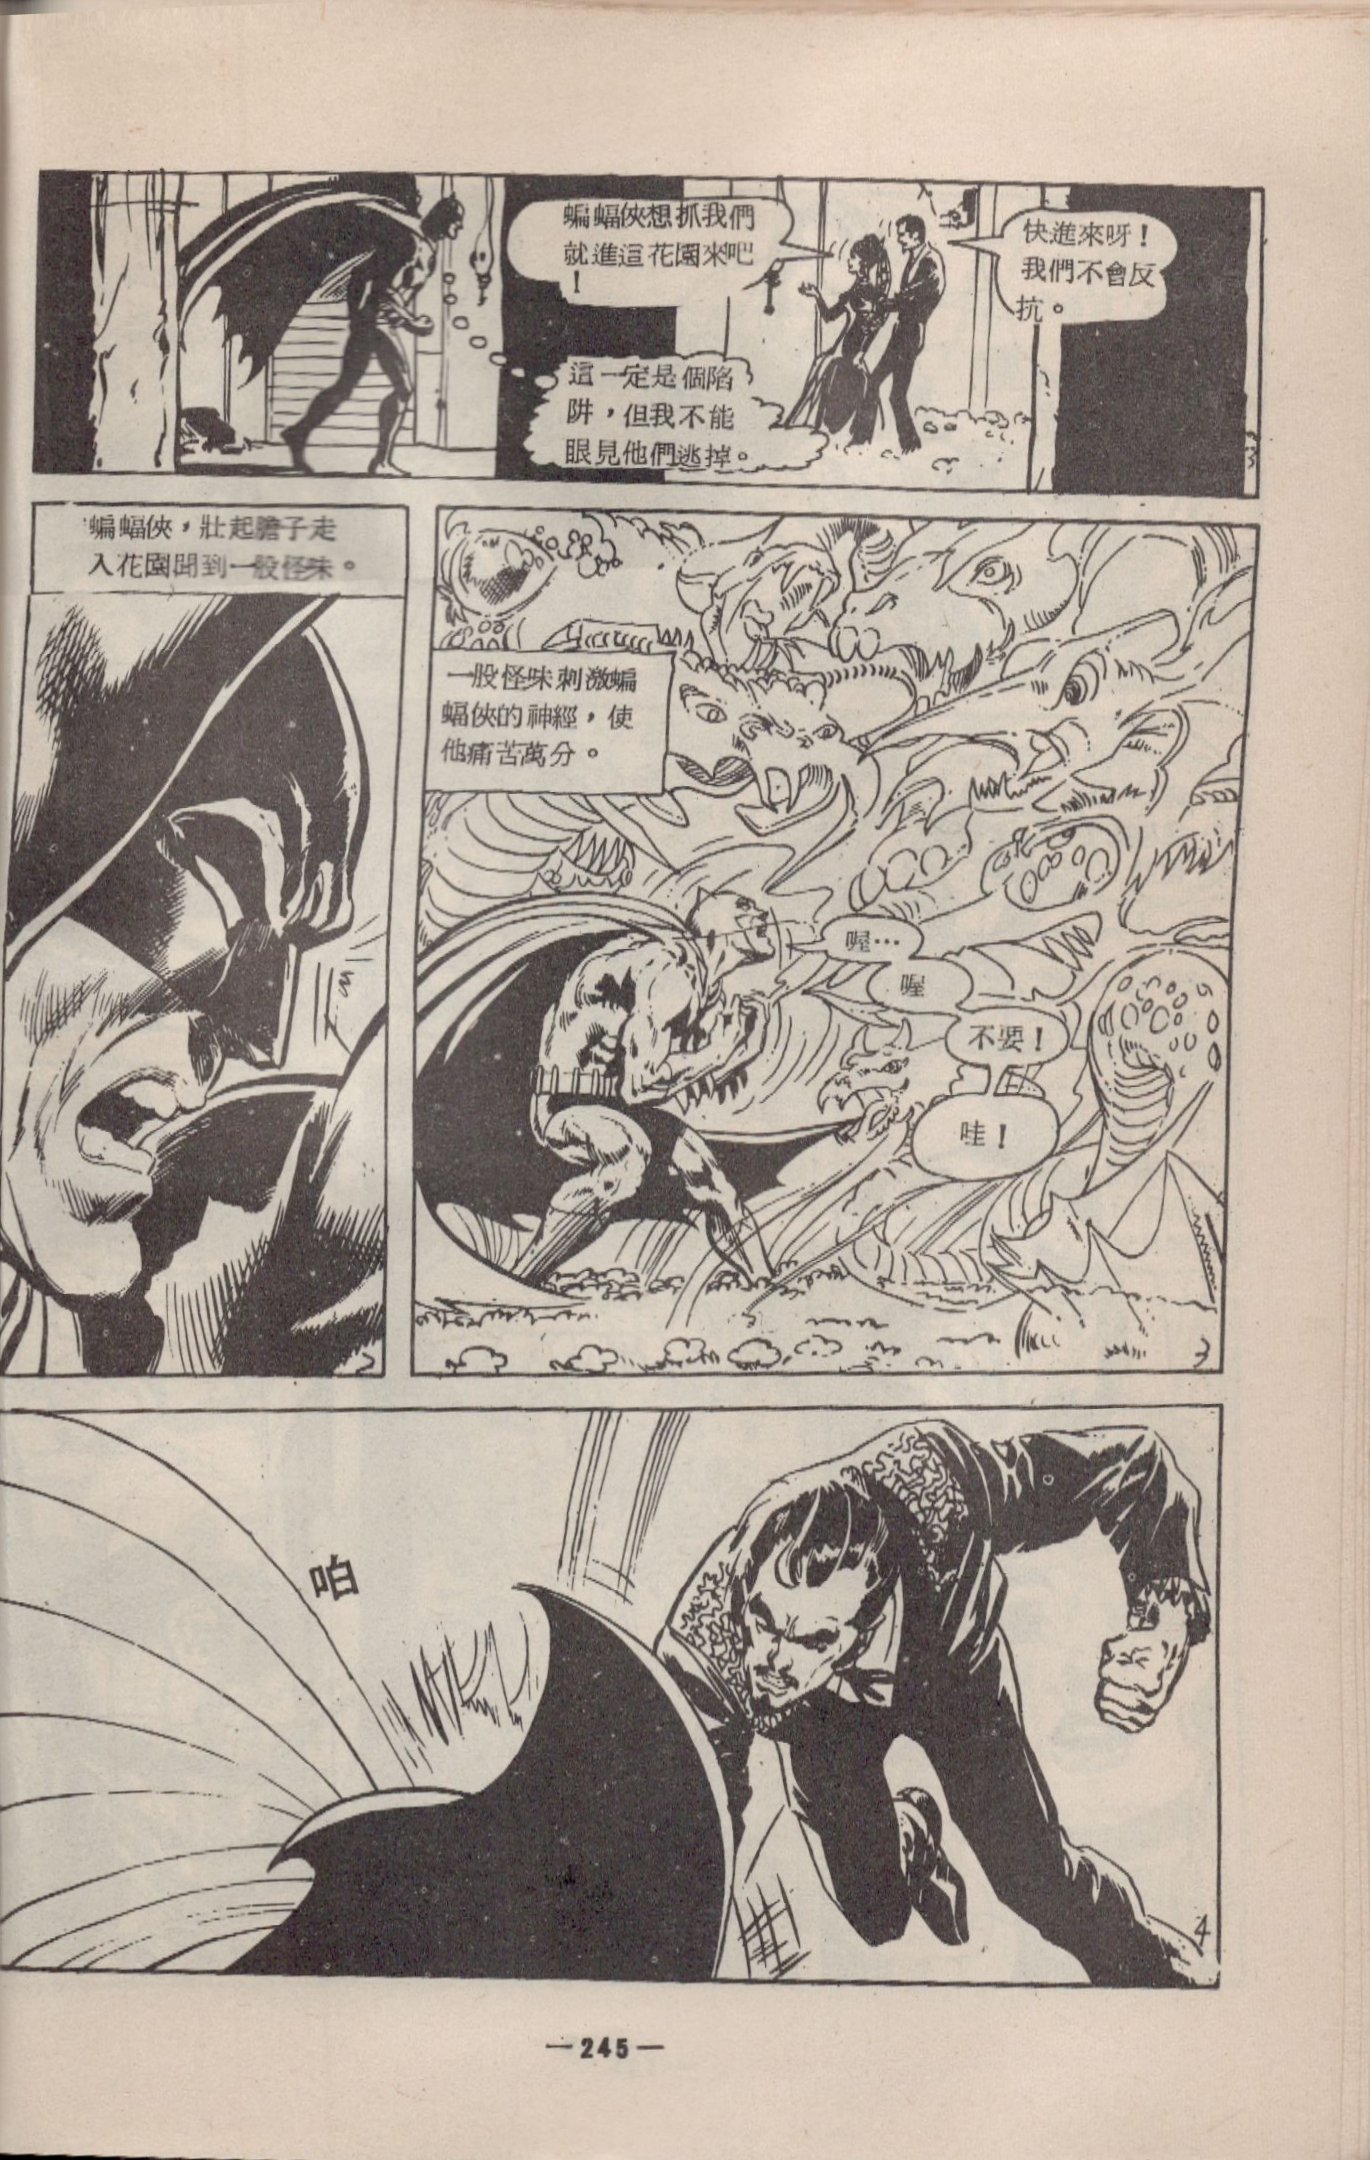 蝙蝠俠想抓我們
就進這花園來吧
!
快進來呀!
我們不會反
抗。
這一定是個陷
阱,但我不能
眼見他們逃掉。
蝙蝠俠,壯起膽子走
入花園聞到一股怪味。
2
一股怪味刺激蝙
蝠俠的神經,使
他痛苦萬分。
喔…
喔
不要!
哇!
3
啪
4
—245—